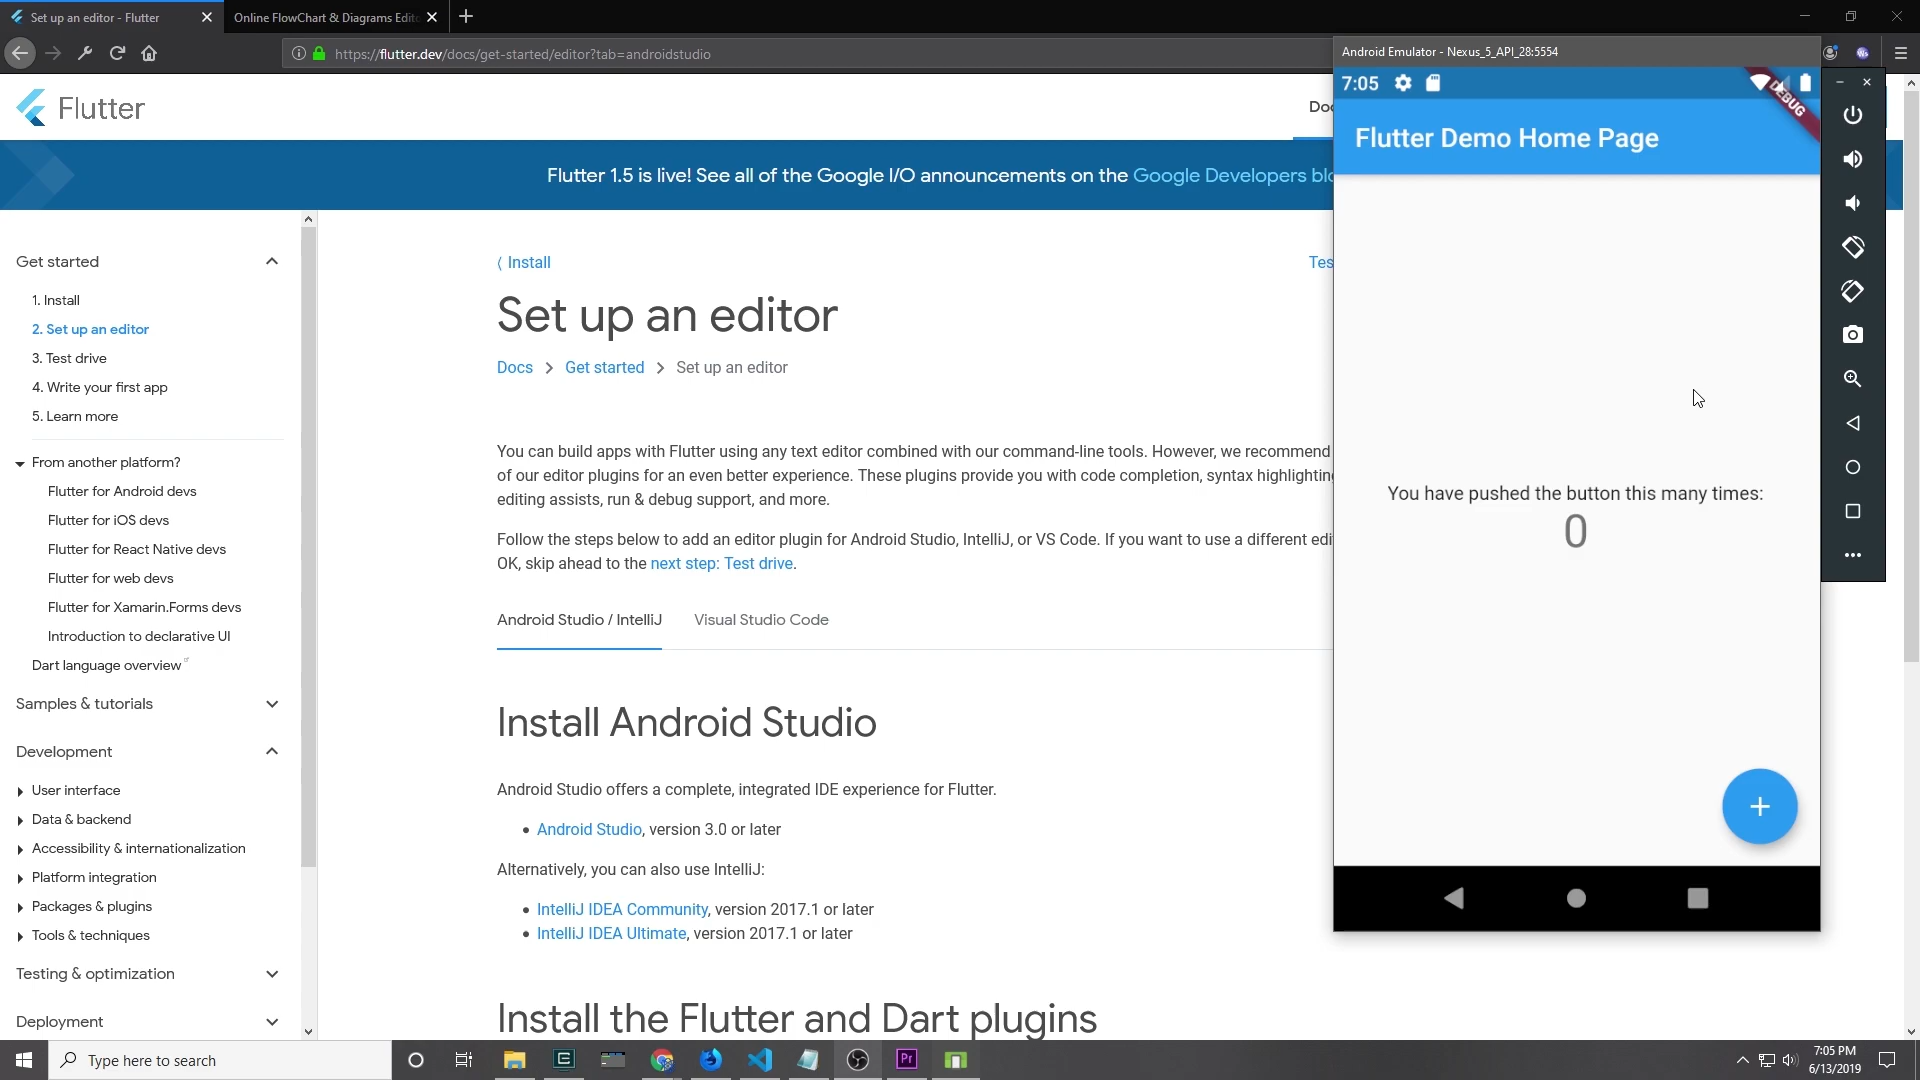 Set up an editor - Flutter
Online FlowChart & Diagrams Edito
https://flutter.dev/docs/get-started/editor?tab=androidstudio
Flutter
Doc
Flutter 1.5 is live! See all of the Google I/O announcements on the Google Developers blo
Get started
1. Install
2. Set up an editor
3. Test drive
4. Write your first app
5. Learn more
From another platform?
Flutter for Android devs
Flutter for iOS devs
Flutter for React Native devs
Flutter for web devs
Flutter for Xamarin.Forms devs
Introduction to declarative UI
Dart language overview
Samples & tutorials
Development
User interface
Data & backend
Accessibility & internationalization
Platform integration
Packages & plugins
Tools & techniques
Testing & optimization
Deployment
Install
Tes
Set up an editor
Docs > Get started > Set up an editor
You can build apps with Flutter using any text editor combined with our command-line tools. However, we recommend
of our editor plugins for an even better experience. These plugins provide you with code completion, syntax highlighting
editing assists, run & debug support, and more.
Follow the steps below to add an editor plugin for Android Studio, IntelliJ, or VS Code. If you want to use a different edi
OK, skip ahead to the next step: Test drive.
Android Studio / IntelliJ
Visual Studio Code
Install Android Studio
Android Studio offers a complete, integrated IDE experience for Flutter.
• Android Studio, version 3.0 or later
Alternatively, you can also use IntelliJ:
• IntelliJ IDEA Community, version 2017.1 or later
• IntelliJ IDEA Ultimate, version 2017.1 or later
Install the Flutter and Dart plugins
Android Emulator - Nexus_5_API_28:5554
7:05
DEBUG
Flutter Demo Home Page
You have pushed the button this many times:
0
+
Type here to search
Pr
7:05 PM
6/13/2019